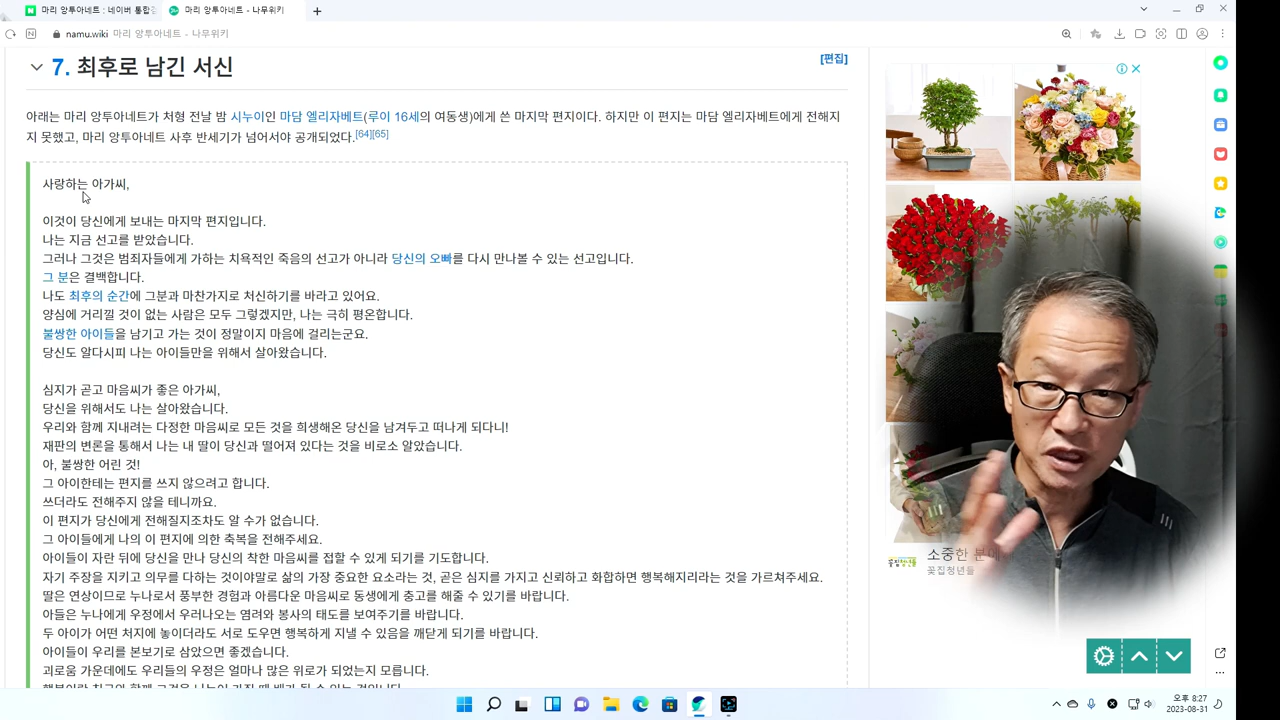 마리 앙투아네트 : 네이버 통합검
마리 앙투아네트 - 나무위키
namu.wiki 마리 앙투아네트 - 나무위키
7. 최후로 남긴 서신
[편집]
아래는 마리 앙투아네트가 처형 전날 밤 시누이인 마담 엘리자베트(루이 16세의 여동생)에게 쓴 마지막 편지이다. 하지만 이 편지는 마담 엘리자베트에게 전해지
지 못했고, 마리 앙투아네트 사흐 반세기가 넘어서야 공개되었다.[64][65]
사랑하는 아가씨,
이것이 당신에게 보내는 마지막 편지입니다.
나는 지금 선고를 받았습니다.
그러나 그것은 범죄자들에게 가하는 치욕적인 죽음의 선고가 아니라 당신의 오빠를 다시 만나볼 수 있는 선고입니다.
그 분은 결백합니다.
나도 최후의 순간에 그분과 마찬가지로 처신하기를 바라고 있어요.
양심에 거리낄 것이 없는 사람은 모두 그렇겠지만, 나는 극히 평온합니다.
불쌍한 아이들을 남기고 가는 것이 정말이지 마음에 걸리는군요.
당신도 알다시피 나는 아이들만을 위해서 살아왔습니다.
심지가 곧고 마음씨가 좋은 아가씨,
당신을 위해서도 나는 살아왔습니다.
우리와 함께 지내려는 다정한 마음씨로 모든 것을 희생해온 당신을 남겨두고 떠나게 되다니!
재판의 변론을 통해서 나는 내 딸이 당신과 떨어져 있다는 것을 비로소 알았습니다.
아, 불쌍한 어린 것!
그 아이한테는 편지를 쓰지 않으려고 합니다.
쓰더라도 전해주지 않을 테니까요.
이 편지가 당신에게 전해질지조차도 알 수가 없습니다.
그 아이들에게 나의 이 편지에 의한 축복을 전해주세요.
아이들이 자란 뒤에 당신을 만나 당신의 착한 마음씨를 접할 수 있게 되기를 기도합니다.
자기 주장을 지키고 의무를 다하는 것이야말로 삶의 가장 중요한 요소라는 것, 곧은 심지를 가지고 신뢰하고 화합하면 행복해지리라는 것을 가르쳐주세요.
딸은 연상이므로 누나로서 풍부한 경험과 아름다운 마음씨로 동생에게 충고를 해줄 수 있기를 바랍니다.
아들은 누나에게 우정에서 우러나오는 염려와 봉사의 태도를 보여주기를 바랍니다.
두 아이가 어떤 처지에 놓이더라도 서로 도우면 행복하게 지낼 수 있음을 깨닫게 되기를 바랍니다.
아이들이 우리를 본보기로 삼았으면 좋겠습니다.
괴로움 가운데에도 우리들의 우정은 얼마나 많은 위로가 되었는지 모릅니다.
꽃집청년들
소중한 분에
꽃집청년들
오후 8:27
2023-08-31